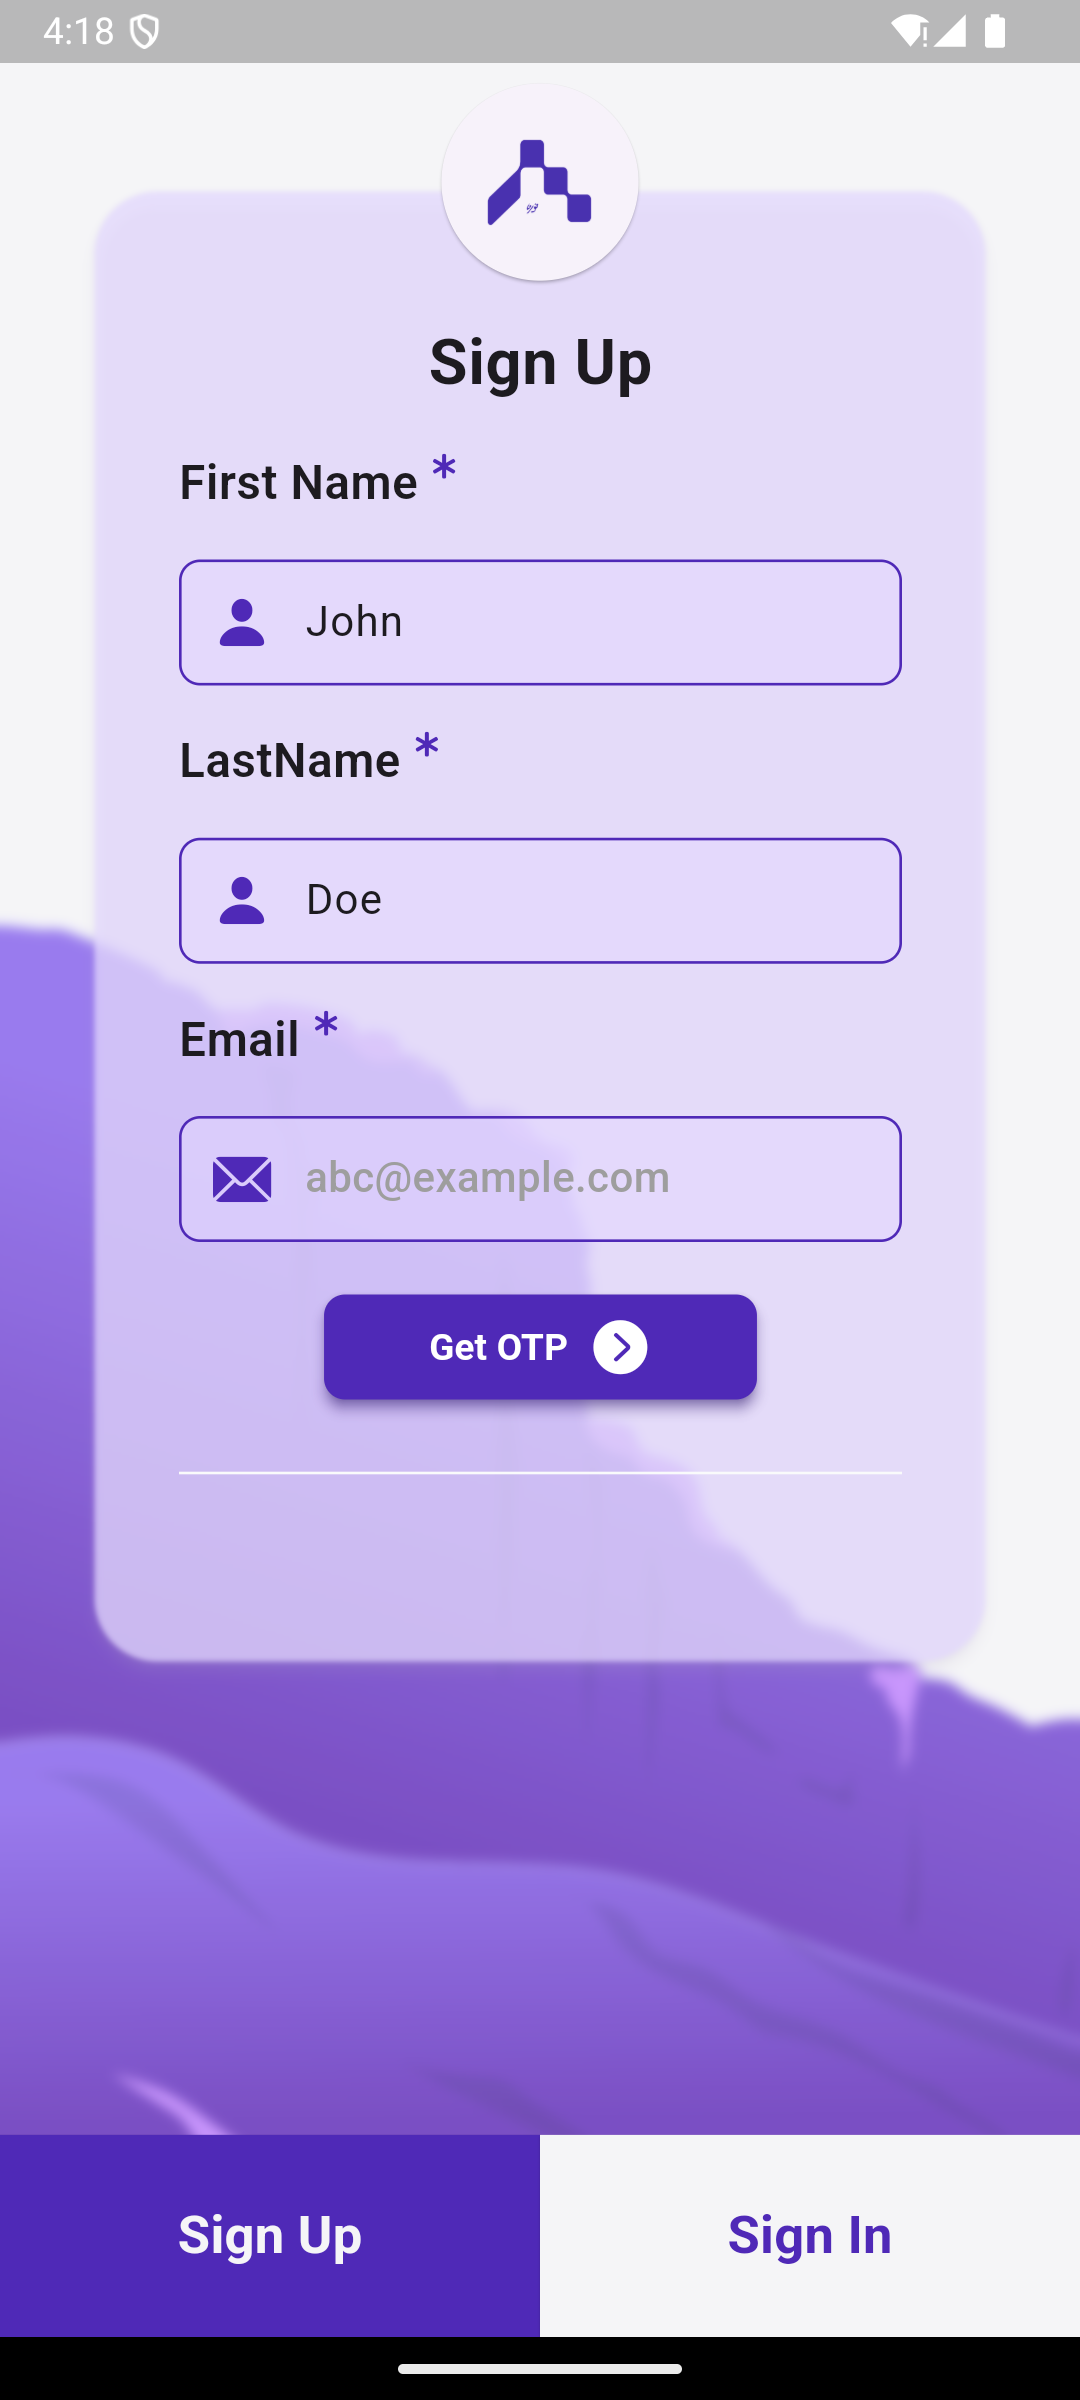 4:18
Sign Up
First Name *
John
LastName *
Doe
Email *
abc@example.com
Get OTP
Sign Up
Sign In